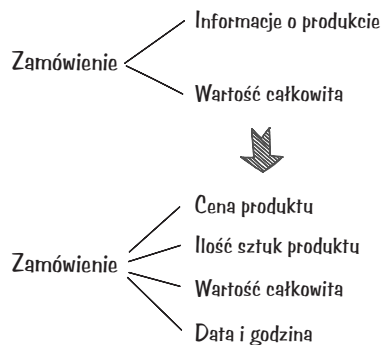 Informacje o produkcie
Zamówienie
Wartość całkowita
Cena produktu
Ilość sztuk produktu
Zamówienie
Wartość całkowita
Data i godzina